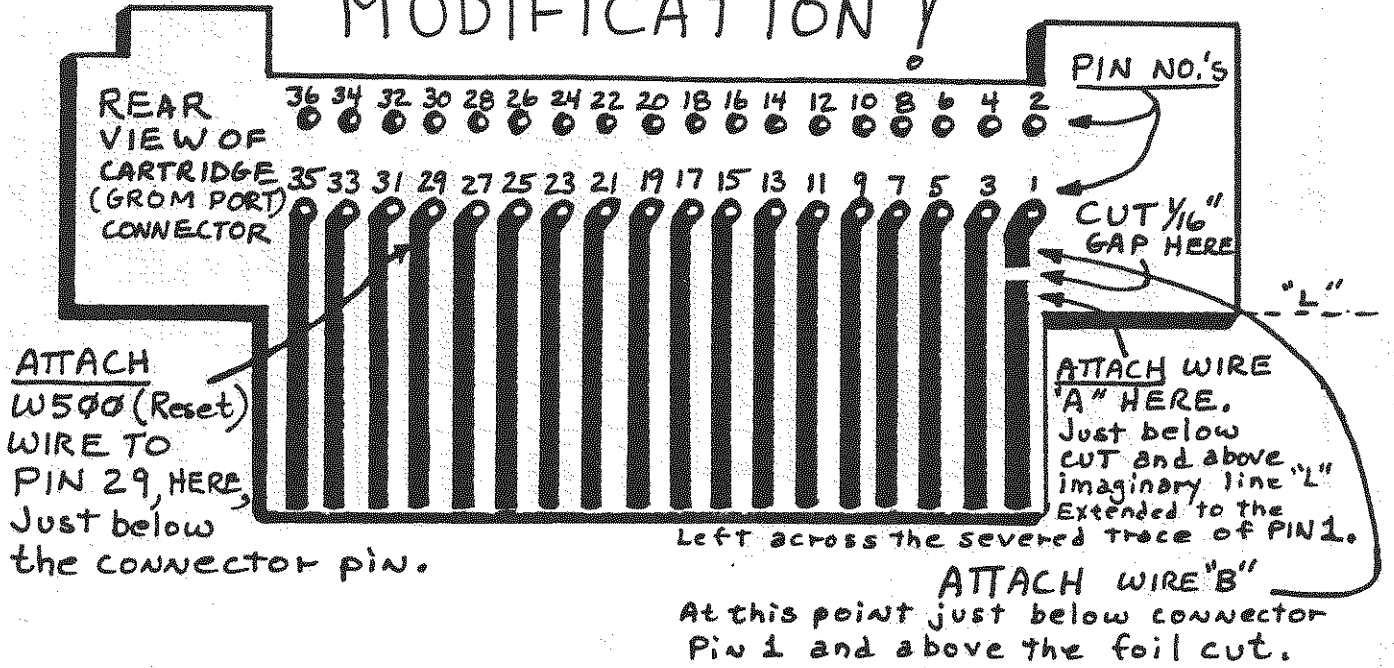 MODIFICATION!
PIN NO.'s
36 34 32 30 28 26 24 22 20 18 16 14 12 10 8 6 4 2
REAR
VIEW OF
CARTRIDGE
(GROM PORT)
CONNECTOR
35 33 31 29 27 25 23 21 19 17 15 13 11 9 7 5 3 1
CUT 1/16"
GAP HERE
"L"
ATTACH
W500 (Reset)
WIRE TO
PIN 29, HERE,
Just below
the connector pin.
ATTACH WIRE
"A" HERE.
Just below
CUT and above
imaginary line "L"
Extended to the
Left across the severed trace of PIN 1.
ATTACH WIRE "B"
At this point just below connector
Pin 1 and above the foil cut.